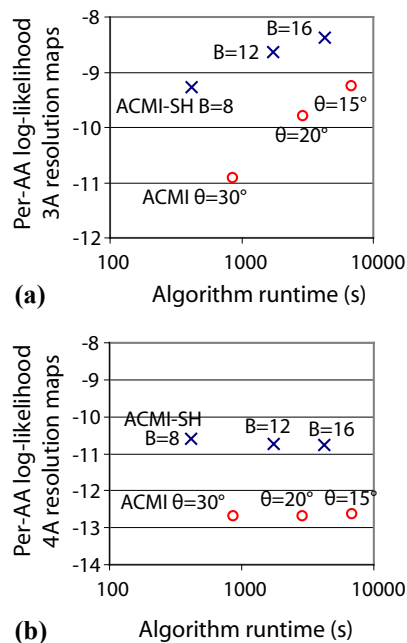 Per-AA log-likelihood
3A resolution maps
-8
-9
-10
-11
-12
B=16
B=12
ACMI-SH B=8
θ=15°
θ=20°
ACMI θ=30°
100
1000
10000
(a)
Algorithm runtime (s)
Per-AA log-likelihood
4A resolution maps
-8
-9
-10
-11
-12
-13
-14
ACMI-SH
B=8
B=12
B=16
ACMI θ=30°
θ=20°
θ=15°
100
1000
10000
(b)
Algorithm runtime (s)